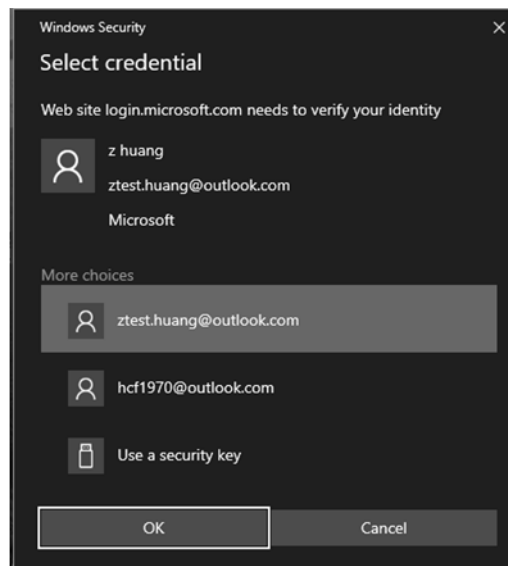 Windows Security
Select credential
Web site login.microsoft.com needs to verify your identity
z huang
ztest.huang@outlook.com
Microsoft
More choices
ztest.huang@outlook.com
hcf1970@outlook.com
Use a security key
OK
Cancel